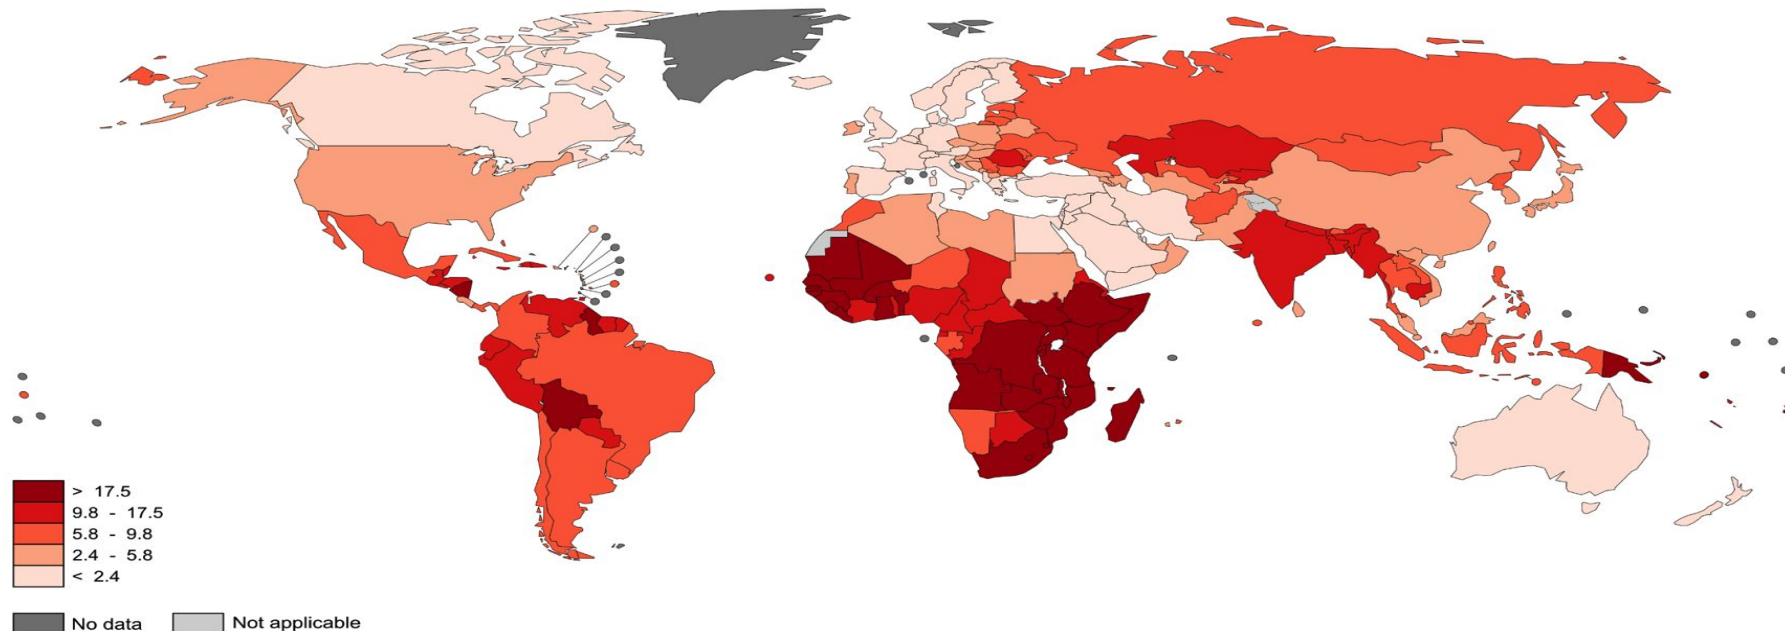 > 17.5
9.8 - 17.5
5.8 - 9.8
2.4 - 5.8
< 2.4
No data
Not applicable